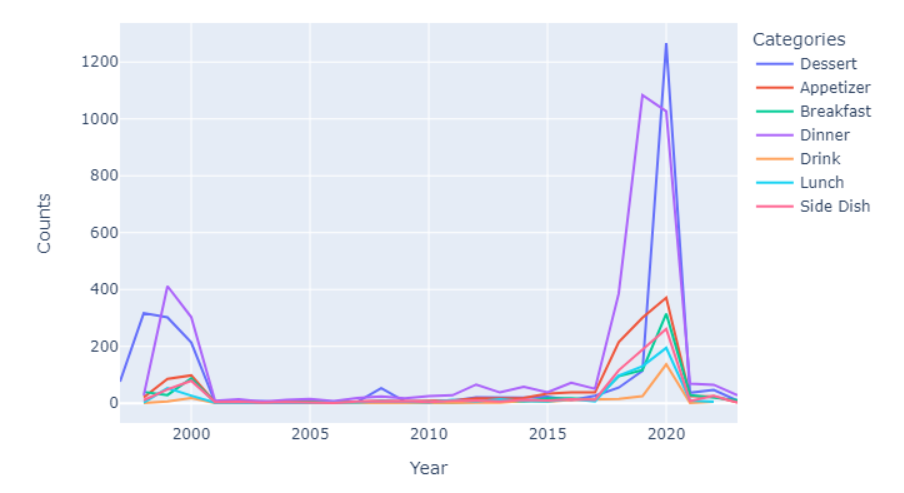 Categories
Dessert
Appetizer
Breakfast
Dinner
Drink
Lunch
Side Dish
1200
1000
800
600
400
200
0
Counts
2000 2005 2010 2015 2020
Year